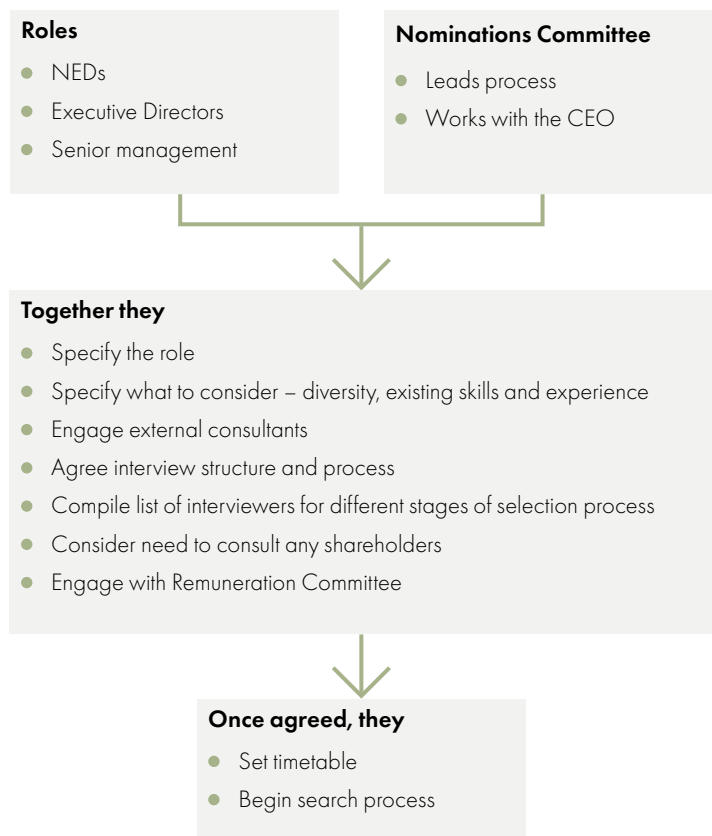 Roles
NEDs
Executive Directors
Senior management
Nominations Committee
Leads process
Works with the CEO
Together they
Specify the role
Specify what to consider – diversity, existing skills and experience
Engage external consultants
Agree interview structure and process
Compile list of interviewers for different stages of selection process
Consider need to consult any shareholders
Engage with Remuneration Committee
Once agreed, they
Set timetable
Begin search process